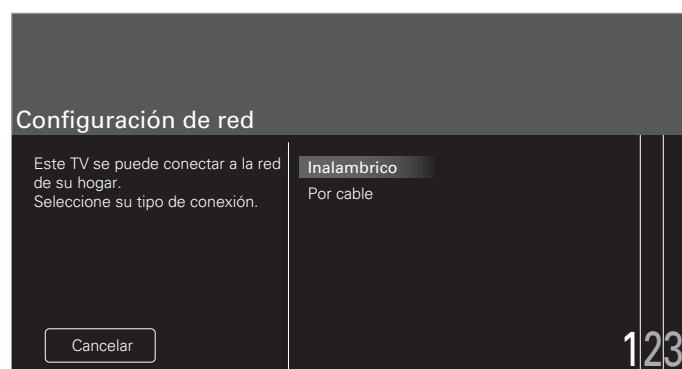 Configuración de red
Este TV se puede conectar a la red
de su hogar.
Seleccione su tipo de conexión.
Inalambrico
Por cable
Cancelar
123